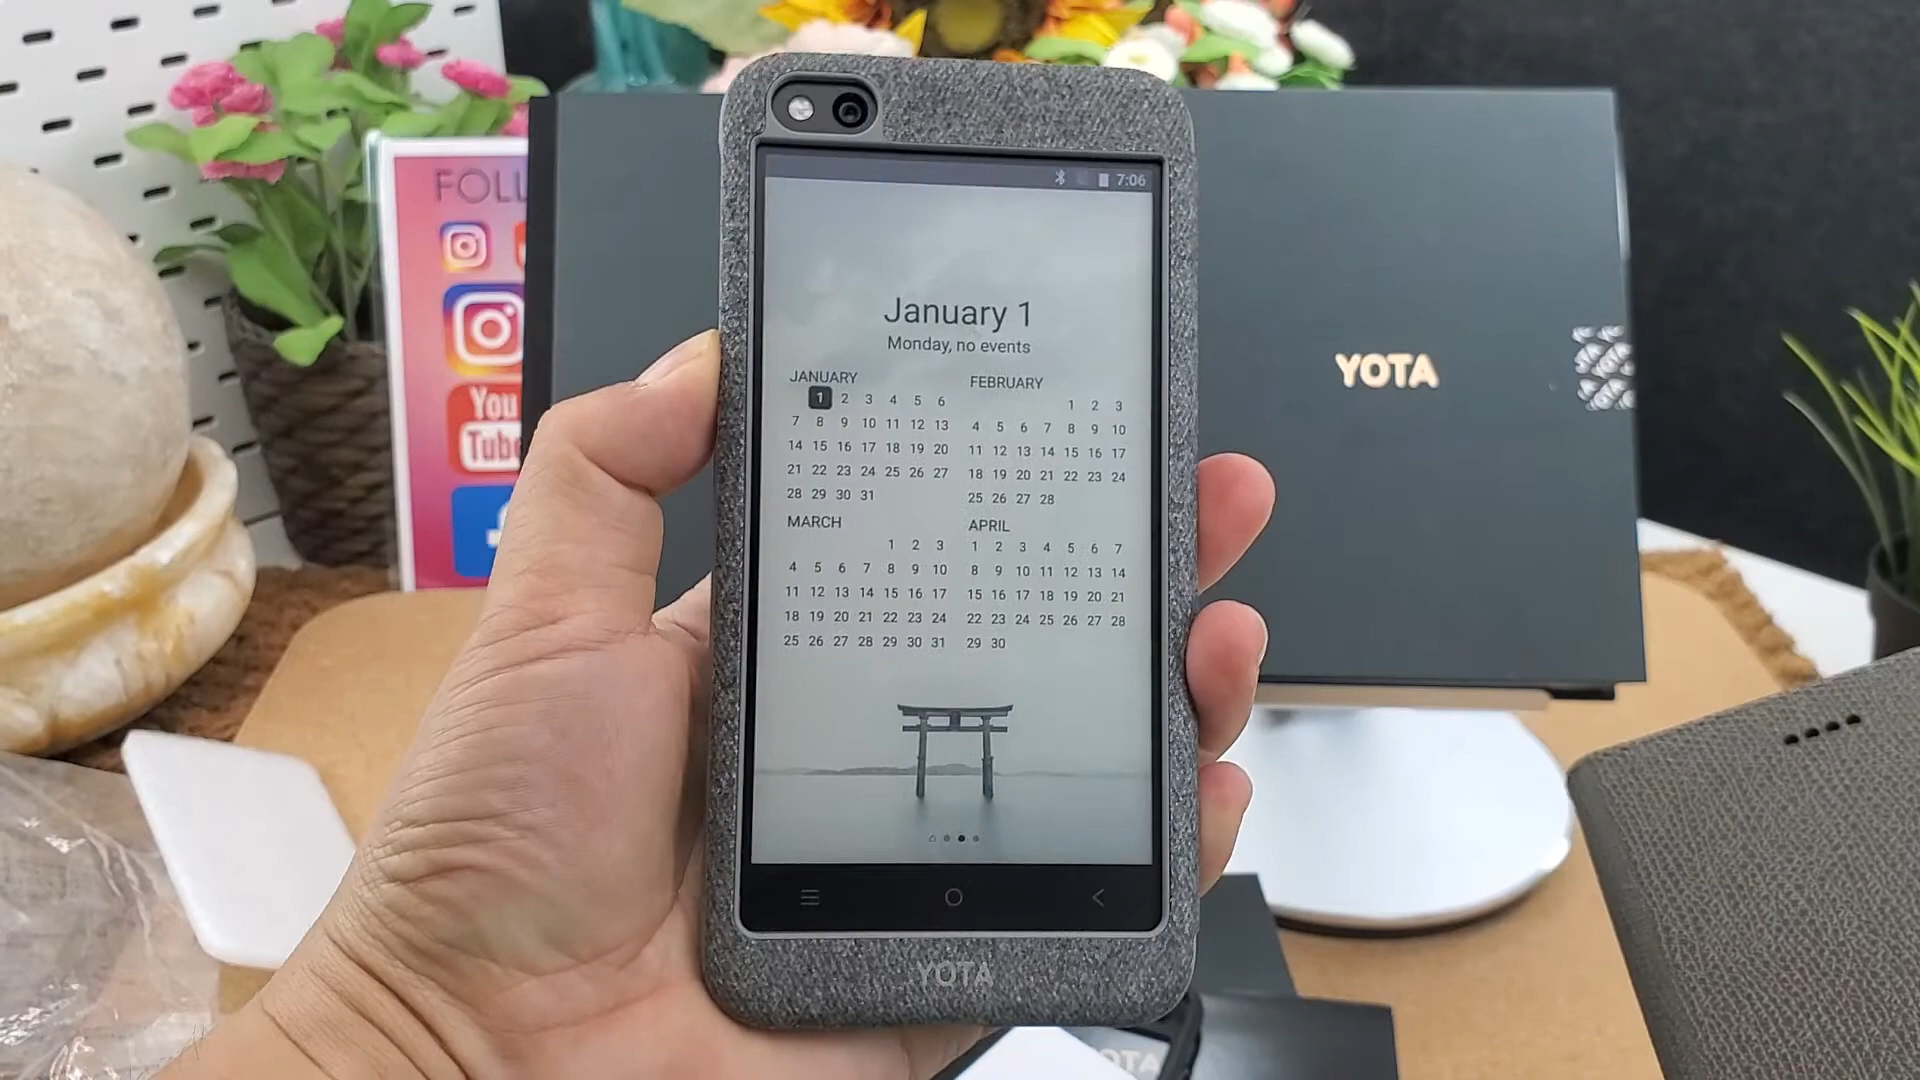 FOLL
You
Tube
YOTA
7:06
January 1
Monday, no events
JANUARY
1 2 3 4 5 6
7 8 9 10 11 12 13
14 15 16 17 18 19 20
21 22 23 24 25 26 27
28 29 30 31
FEBRUARY
1 2 3
4 5 6 7 8 9 10
11 12 13 14 15 16 17
18 19 20 21 22 23 24
25 26 27 28
MARCH
1 2 3
4 5 6 7 8 9 10
11 12 13 14 15 16 17
18 19 20 21 22 23 24
25 26 27 28 29 30 31
APRIL
1 2 3 4 5 6 7
8 9 10 11 12 13 14
15 16 17 18 19 20 21
22 23 24 25 26 27 28
29 30
YOTA
OTA